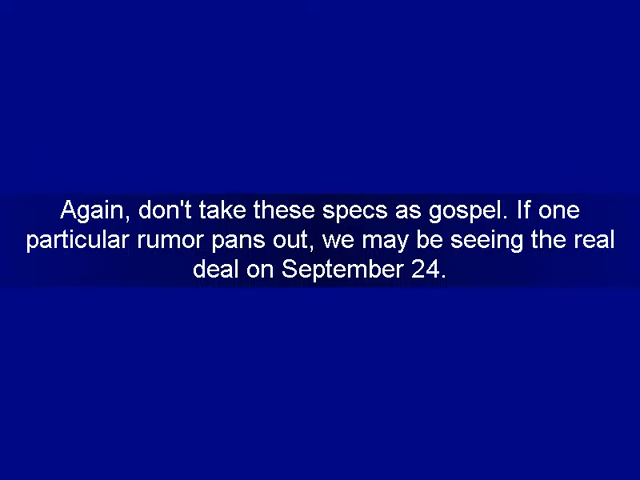 Again, don't take these specs as gospel. If one
particular rumor pans out, we may be seeing the real
deal on September 24.